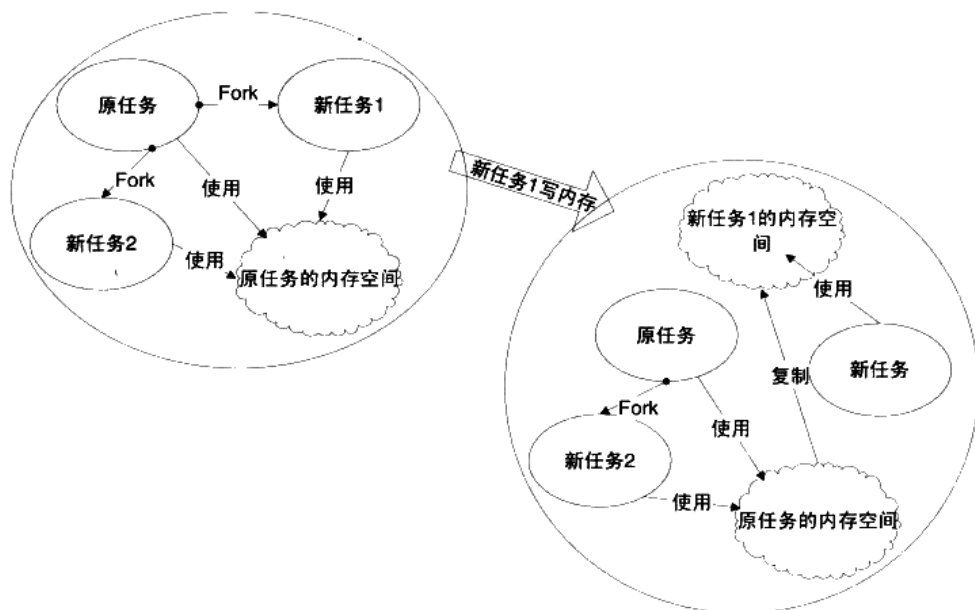 原任务
Fork
新任务1
Fork
使用
使用
新任务2
使用
原任务的内存空间
新任务1写内存
新任务1的内存空
间
使用
原任务
复制
新任务
Fork
使用
新任务2
使用
原任务的内存空间